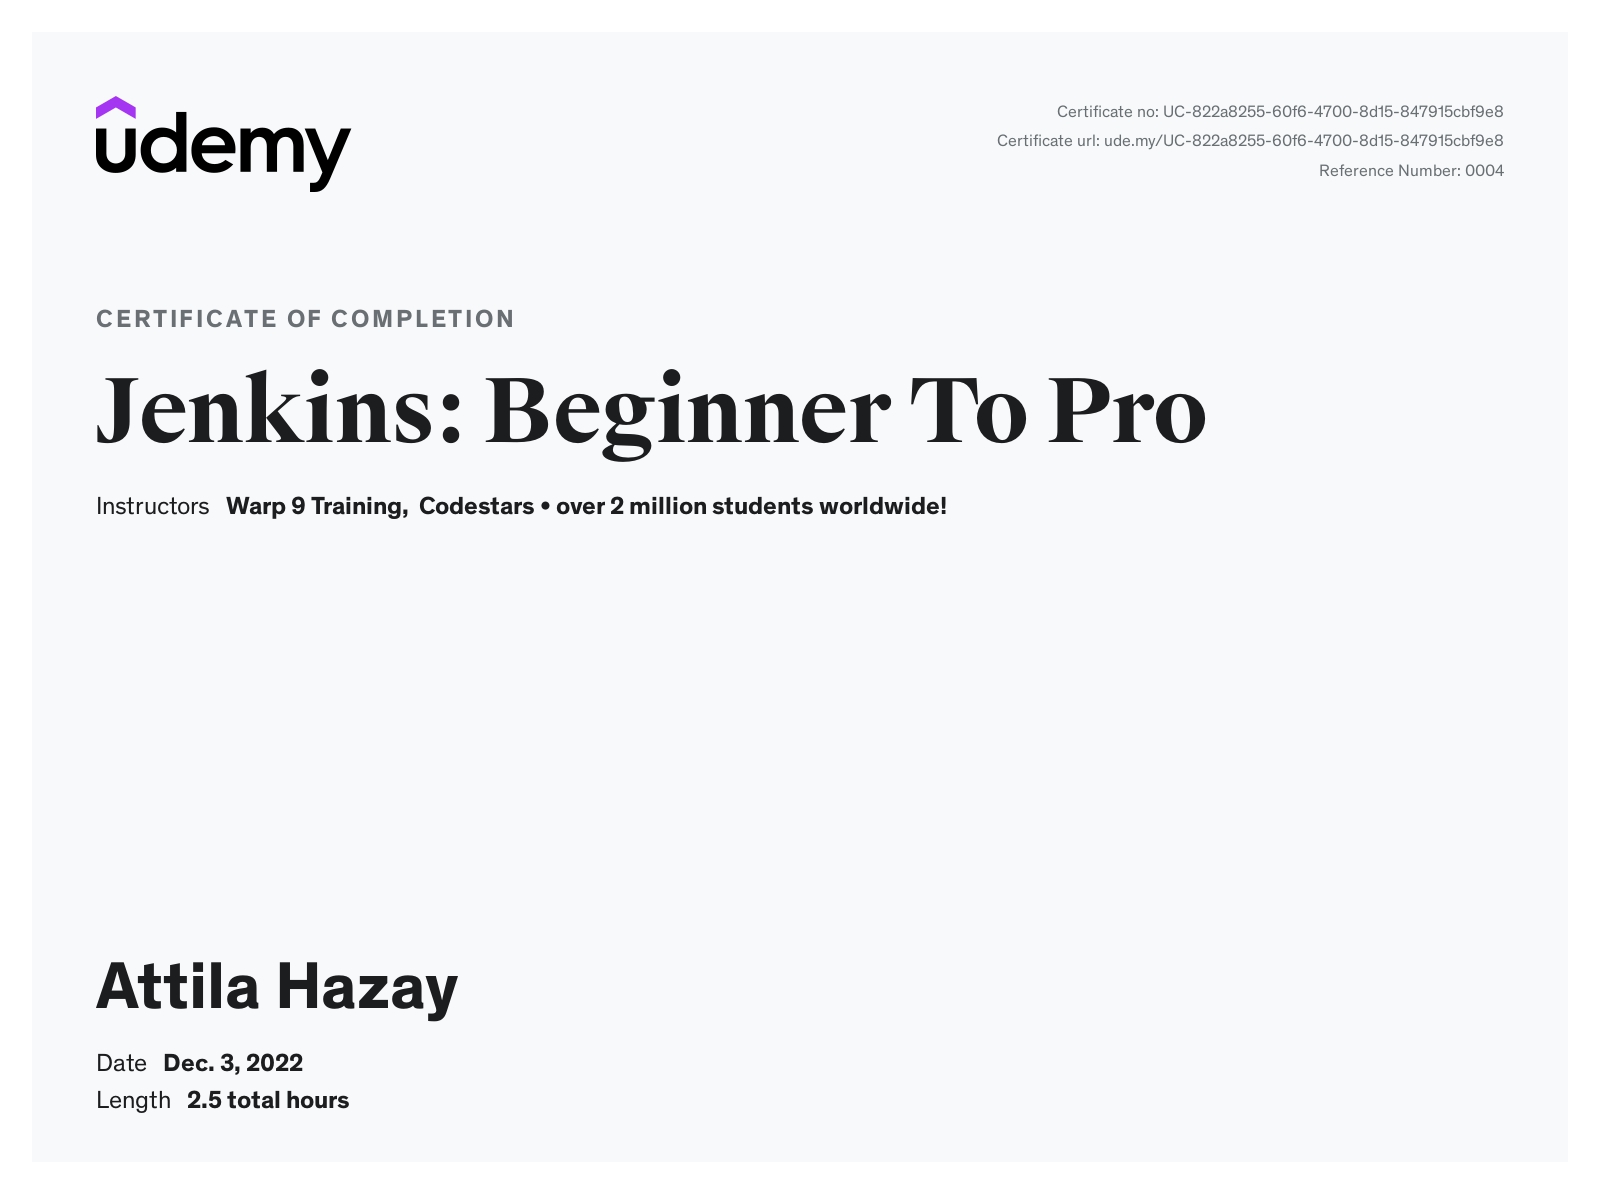 udemy
Certificate no: UC-822a8255-60f6-4700-8d15-847915cbf9e8
Certificate url: ude.my/UC-822a8255-60f6-4700-8d15-847915cbf9e8
Reference Number: 0004
CERTIFICATE OF COMPLETION
Jenkins: Beginner To Pro
Instructors Warp 9 Training, Codestars • over 2 million students worldwide!
Attila Hazay
Date Dec. 3, 2022
Length 2.5 total hours